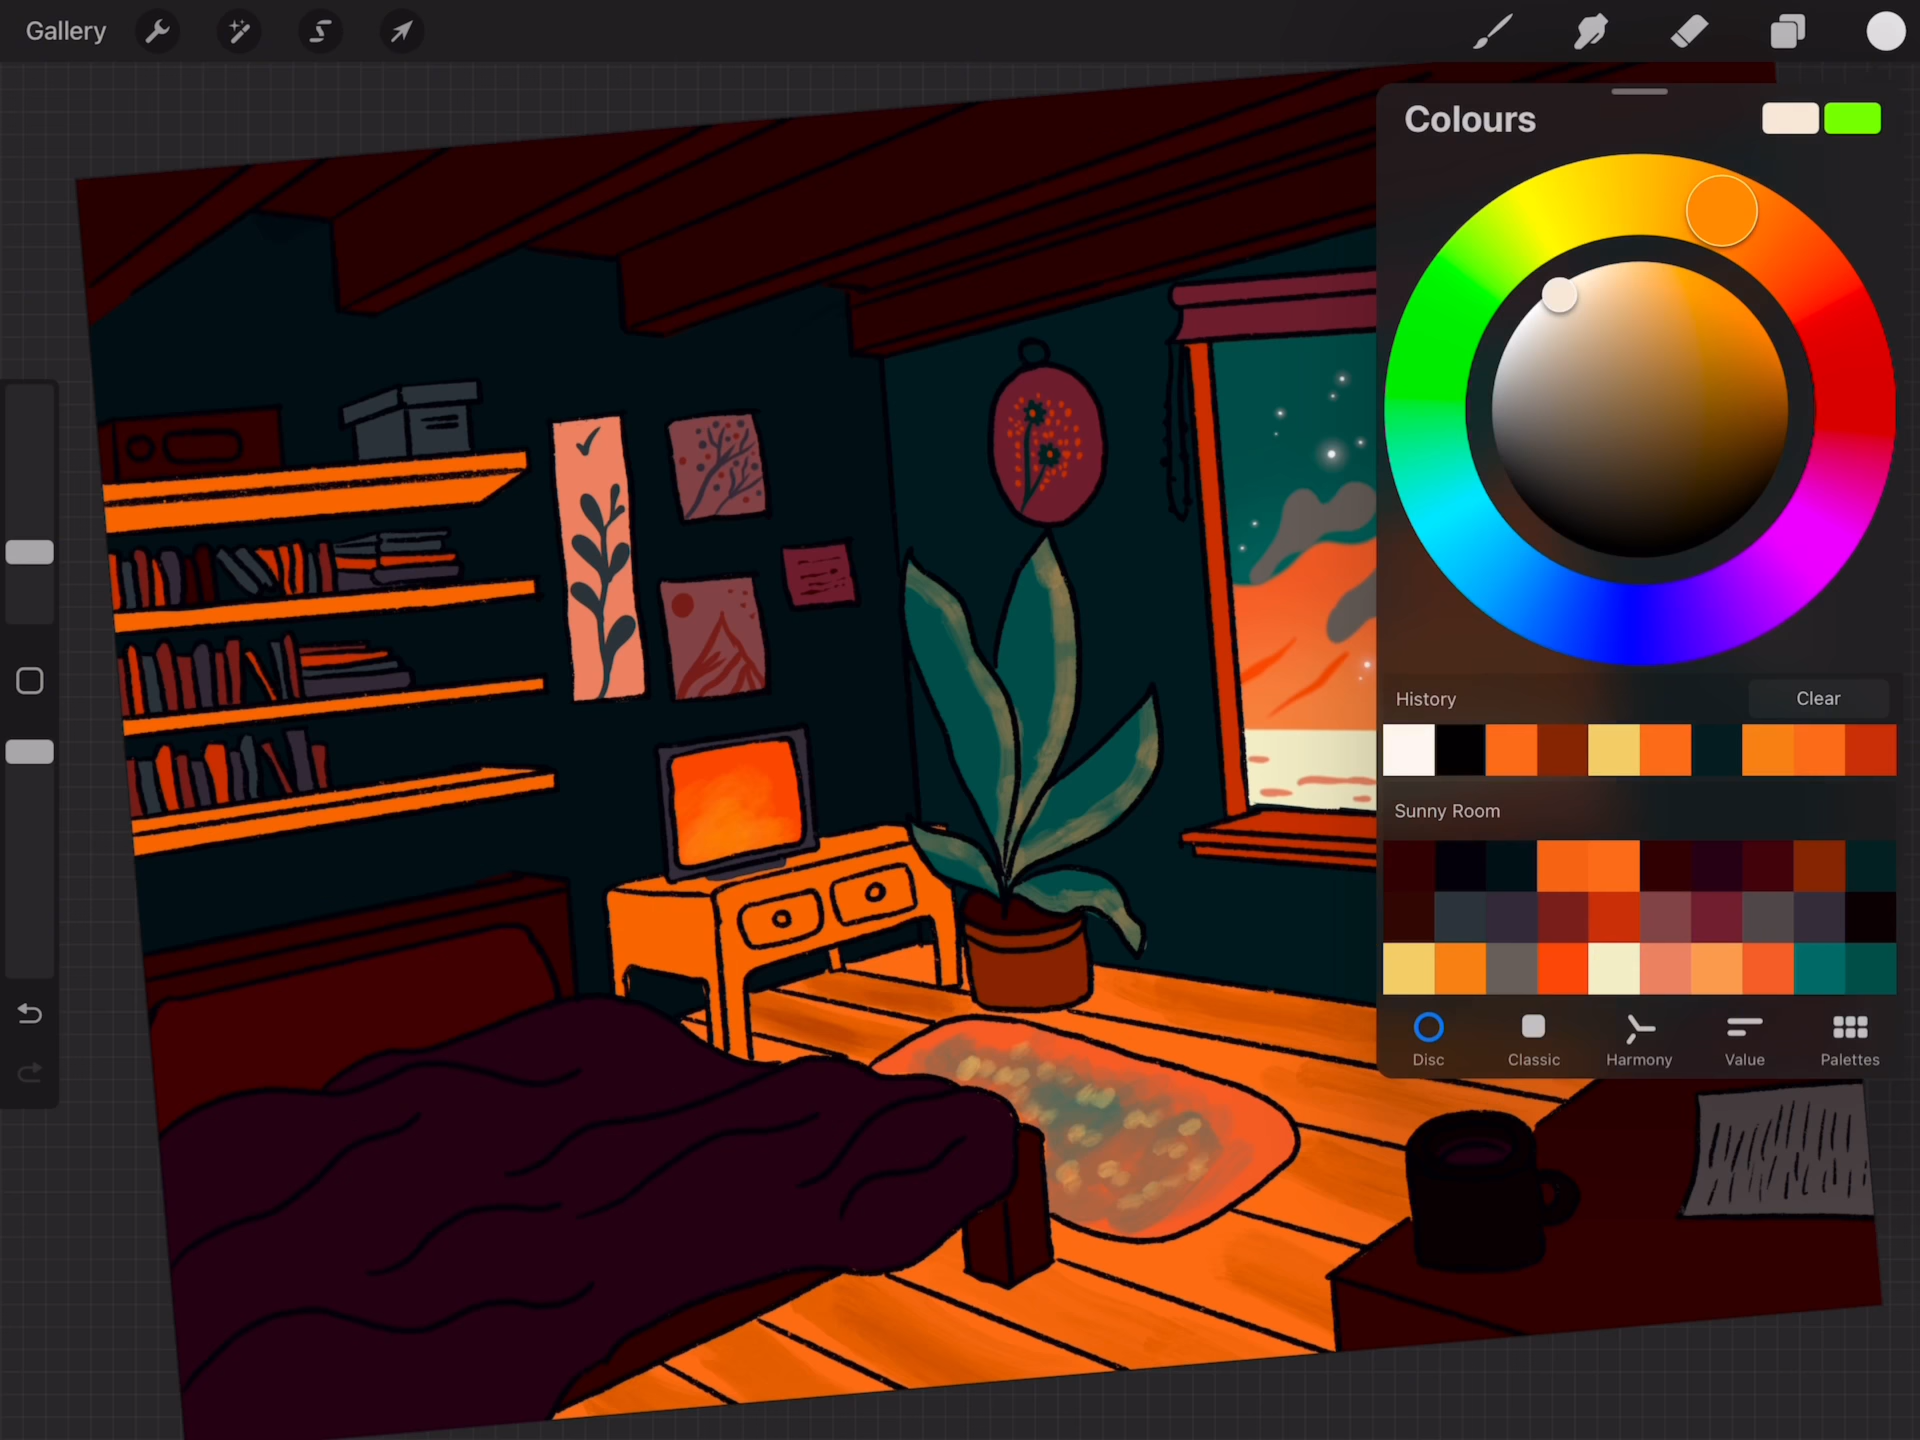 Gallery
Colours
History
Clear
Sunny Room
Disc
Classic
Harmony
Value
Palettes